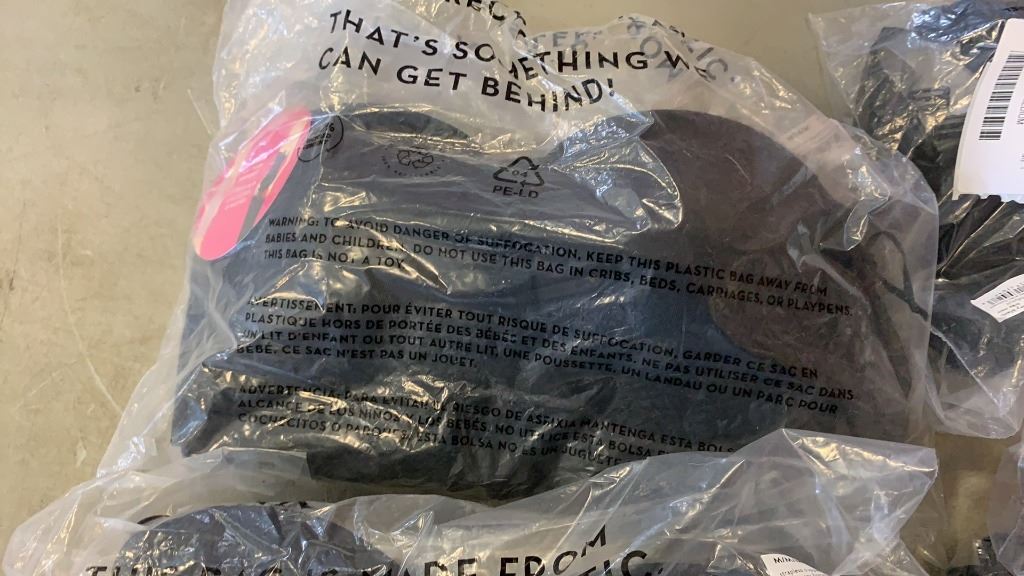 THAT'S SOMETHING WE
CAN GET BEHIND!
04
PE-LD
WARNING: TO AVOID DANGER OF SUFFOCATION, KEEP THIS PLASTIC BAG AWAY FROM
BABIES AND CHILDREN. DO NOT USE THIS BAG IN CRIBS, BEDS, CARRIAGES, OR PLAYPENS.
THIS BAG IS NOT A TOY
AVERTISSEMENT: POUR ÉVITER TOUT RISQUE DE SUFFOCATION, GARDER CE SAC EN
PLASTIQUE HORS DE PORTÉE DES BÉBÉS ET DES ENFANTS. NE PAS UTILISER CE SAC DANS
UN LIT D'ENFANT OU TOUT AUTRE LIT, UNE POUSSETTE, UN LANDAU OU UN PARC POUR
BÉBÉ. CE SAC N'EST PAS UN JOUET.
ADVERTENCIA: PARA EVITAR EL RIESGO DE ASFIXIA MANTENGA ESTA BOLS
ALCANCE DE LOS NIÑOS Y LOS BEBÉS. NO UTILICE ESTA BOLSA E
COCHECITOS O PARQUES. ESTA BOLSA NO ES UN JUGUETE
THIS BAG IS MADE FROM